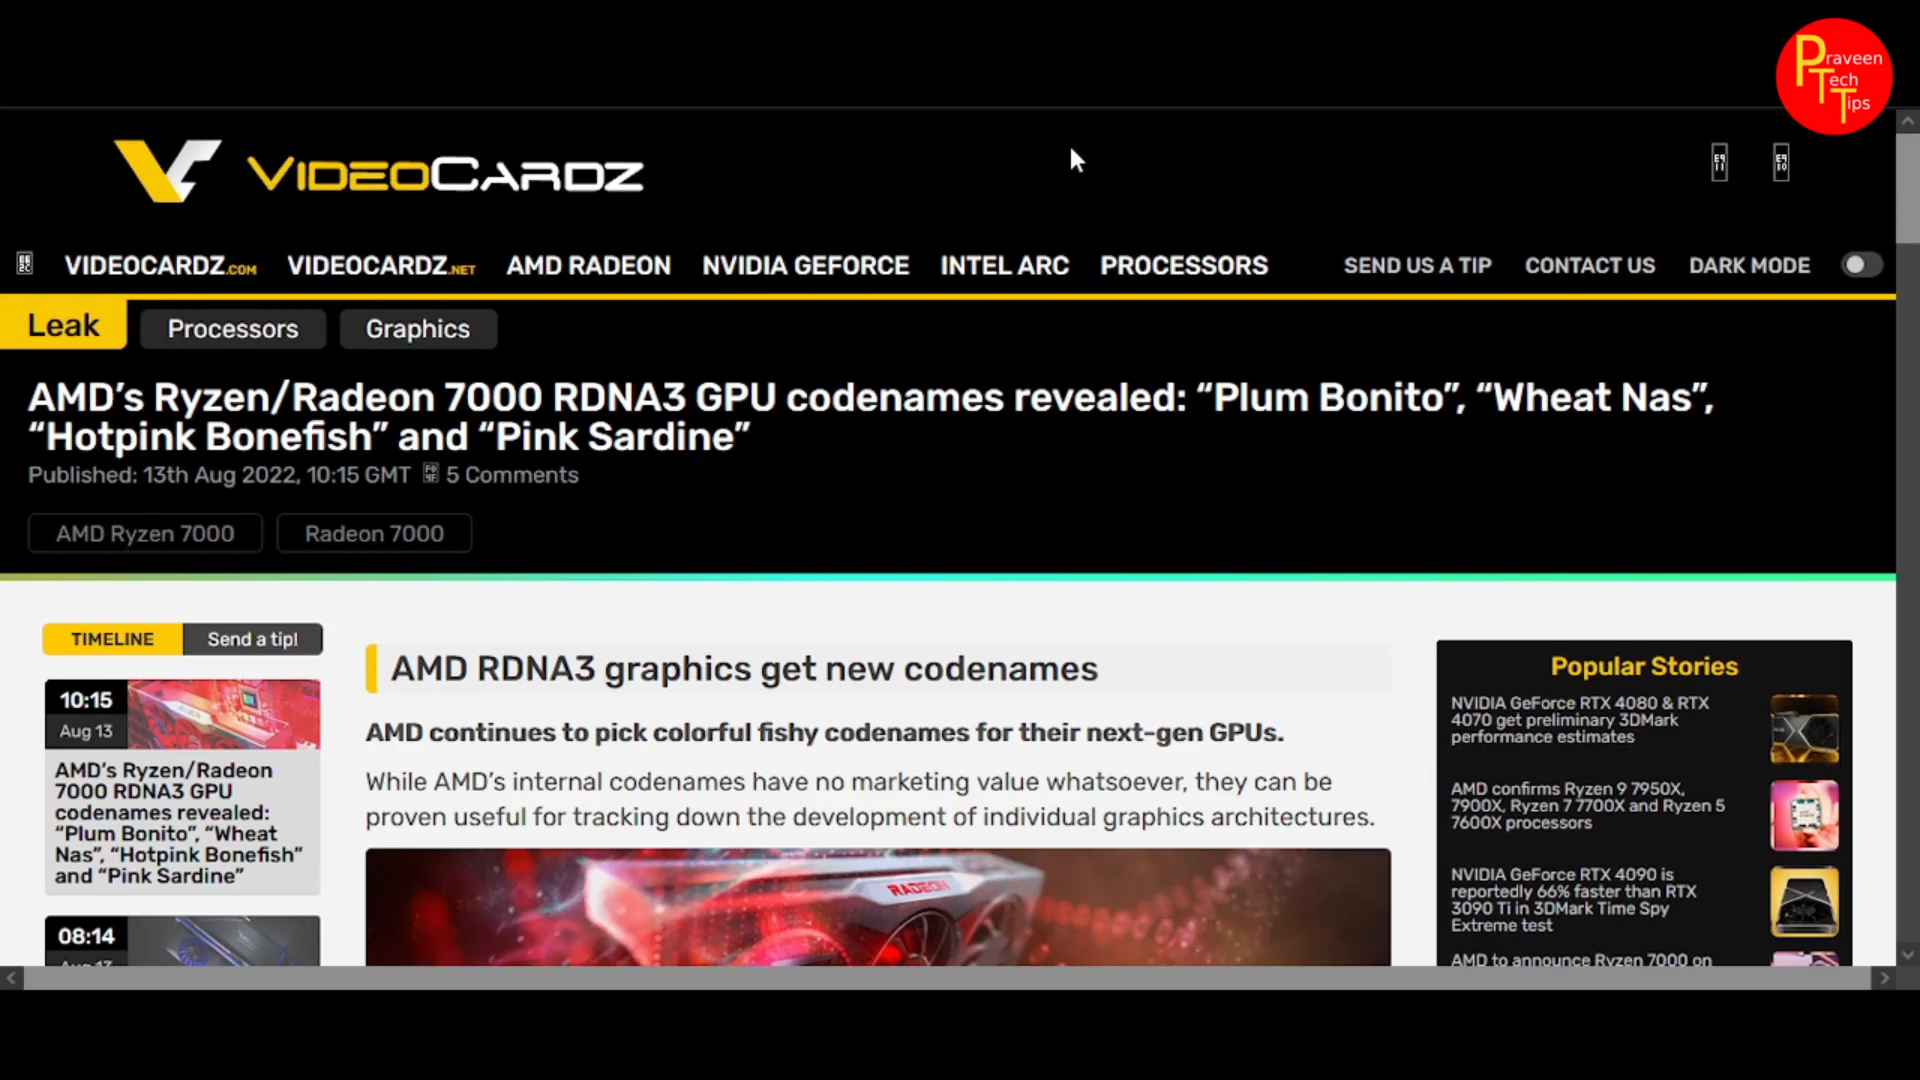 Praveen
Tech
Tips
VIDEOCARDZ
VIDEOCARDZ.COM VIDEOCARDZ.NET AMD RADEON NVIDIA GEFORCE INTEL ARC PROCESSORS SEND US A TIP CONTACT US DARK MODE
Leak Processors Graphics
AMD’s Ryzen/Radeon 7000 RDNA3 GPU codenames revealed: “Plum Bonito”, “Wheat Nas”,
“Hotpink Bonefish” and “Pink Sardine”
Published: 13th Aug 2022, 10:15 GMT 5 Comments
AMD Ryzen 7000 Radeon 7000
TIMELINE Send a tip!
10:15
Aug 13
AMD’s Ryzen/Radeon
7000 RDNA3 GPU
codenames revealed:
“Plum Bonito”, “Wheat
Nas”, “Hotpink Bonefish”
and “Pink Sardine”
08:14
Aug 13
AMD RDNA3 graphics get new codenames
AMD continues to pick colorful fishy codenames for their next-gen GPUs.
While AMD’s internal codenames have no marketing value whatsoever, they can be
proven useful for tracking down the development of individual graphics architectures.
RADEON
Popular Stories
NVIDIA GeForce RTX 4080 & RTX
4070 get preliminary 3DMark
performance estimates
AMD confirms Ryzen 9 7950X,
7900X, Ryzen 7 7700X and Ryzen 5
7600X processors
NVIDIA GeForce RTX 4090 is
reportedly 66% faster than RTX
3090 Ti in 3DMark Time Spy
Extreme test
AMD to announce Ryzen 7000 on